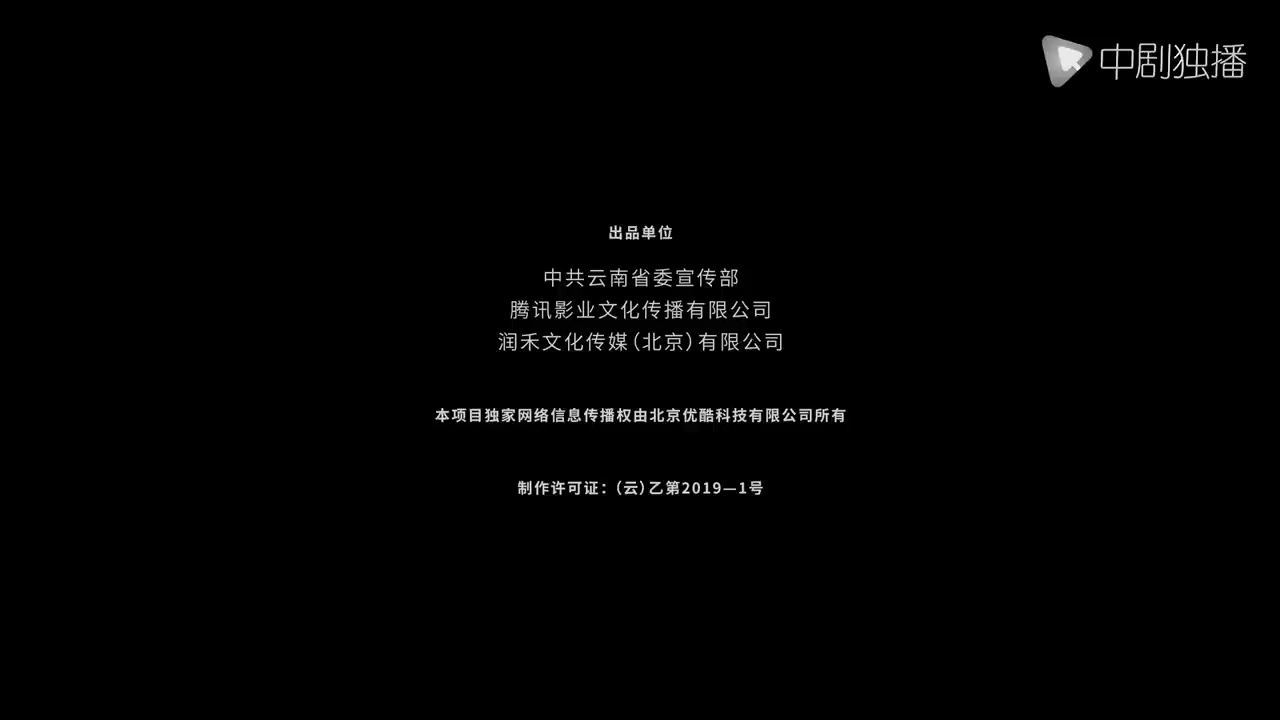 中剧独播
出品单位
中共云南省委宣传部
腾讯影业文化传播有限公司
润禾文化传媒（北京）有限公司
本项目独家网络信息传播权由北京优酷科技有限公司所有
制作许可证：（云）乙第2019—1号